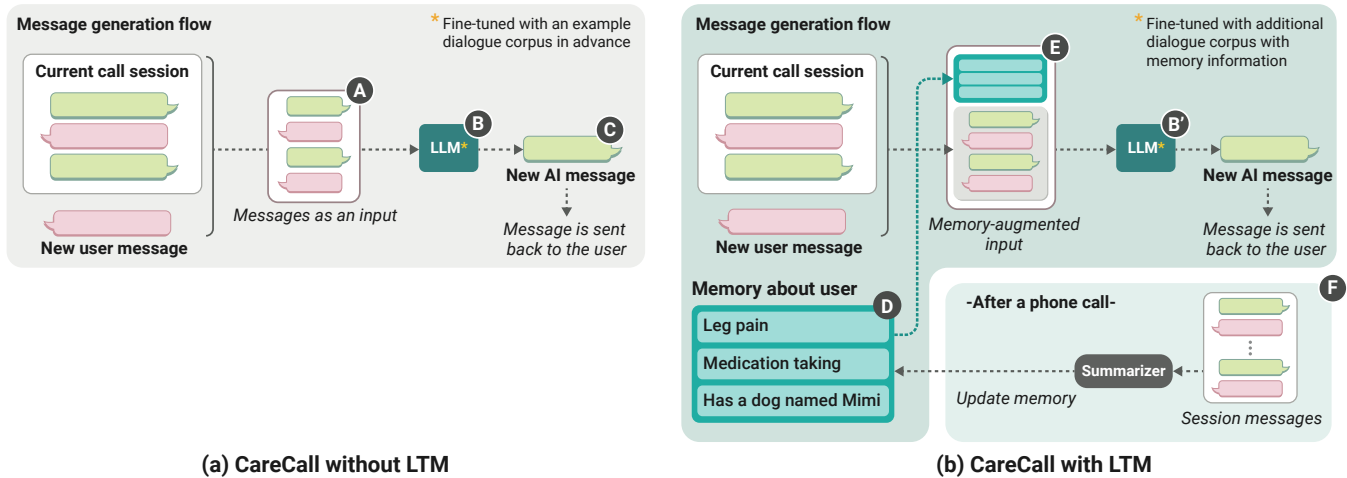 Message generation flow
* Fine-tuned with an example
dialogue corpus in advance
Current call session
A
B
C
LLM*
New AI message
Messages as an input
New user message
Message is sent
back to the user
(a) CareCall without LTM
Message generation flow
* Fine-tuned with additional
dialogue corpus with
memory information
Current call session
E
B’
LLM*
New AI message
New user message
Memory-augmented
input
Message is sent
back to the user
Memory about user
D
Leg pain
Medication taking
Has a dog named Mimi
F
-After a phone call-
Summarizer
Update memory
Session messages
(b) CareCall with LTM